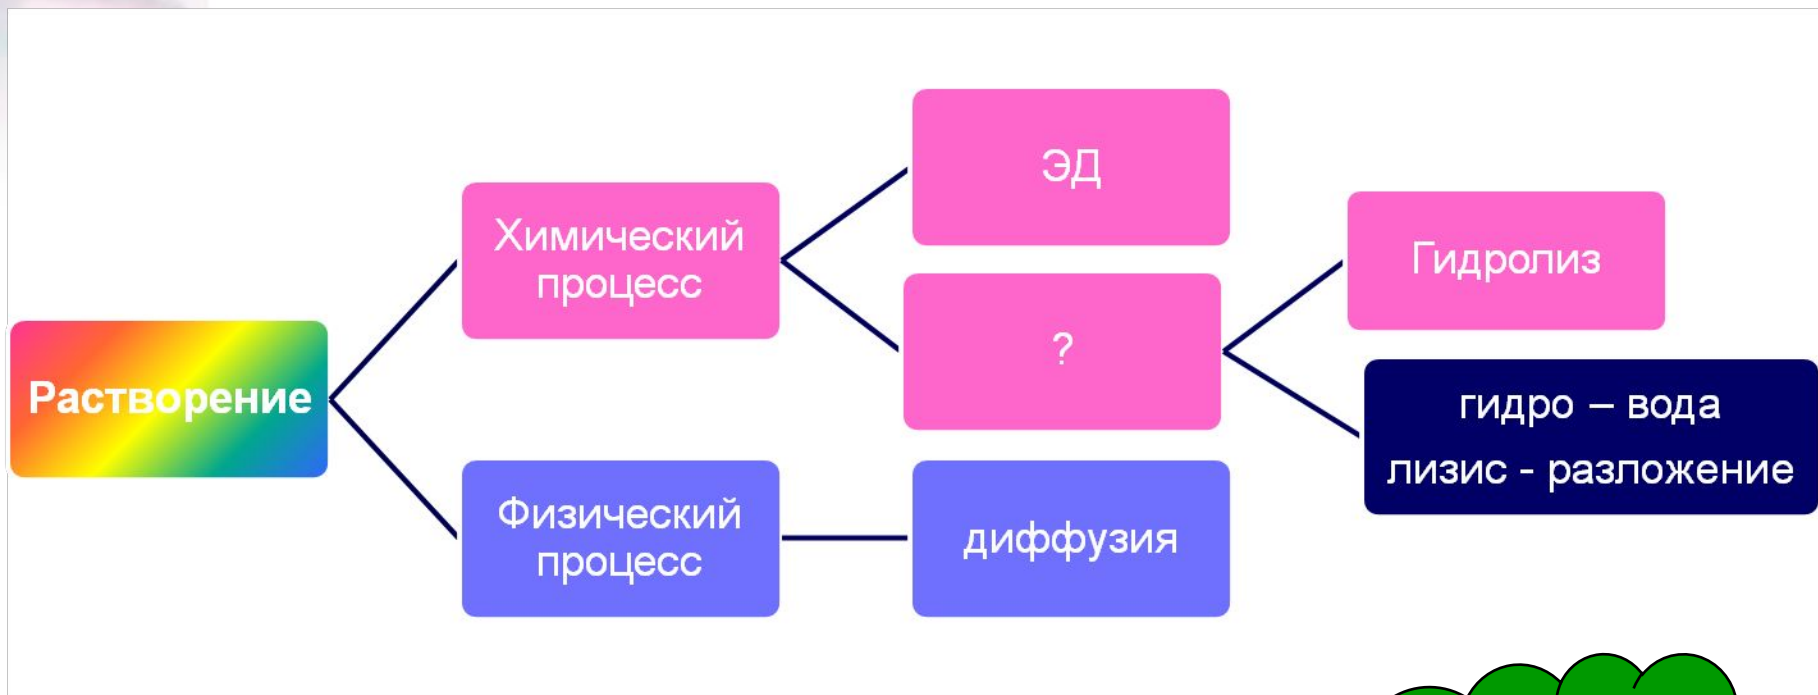 Растворение
Химический
процесс
ЭД
?
Гидролиз
гидро – вода
лизис - разложение
Физический
процесс
диффузия